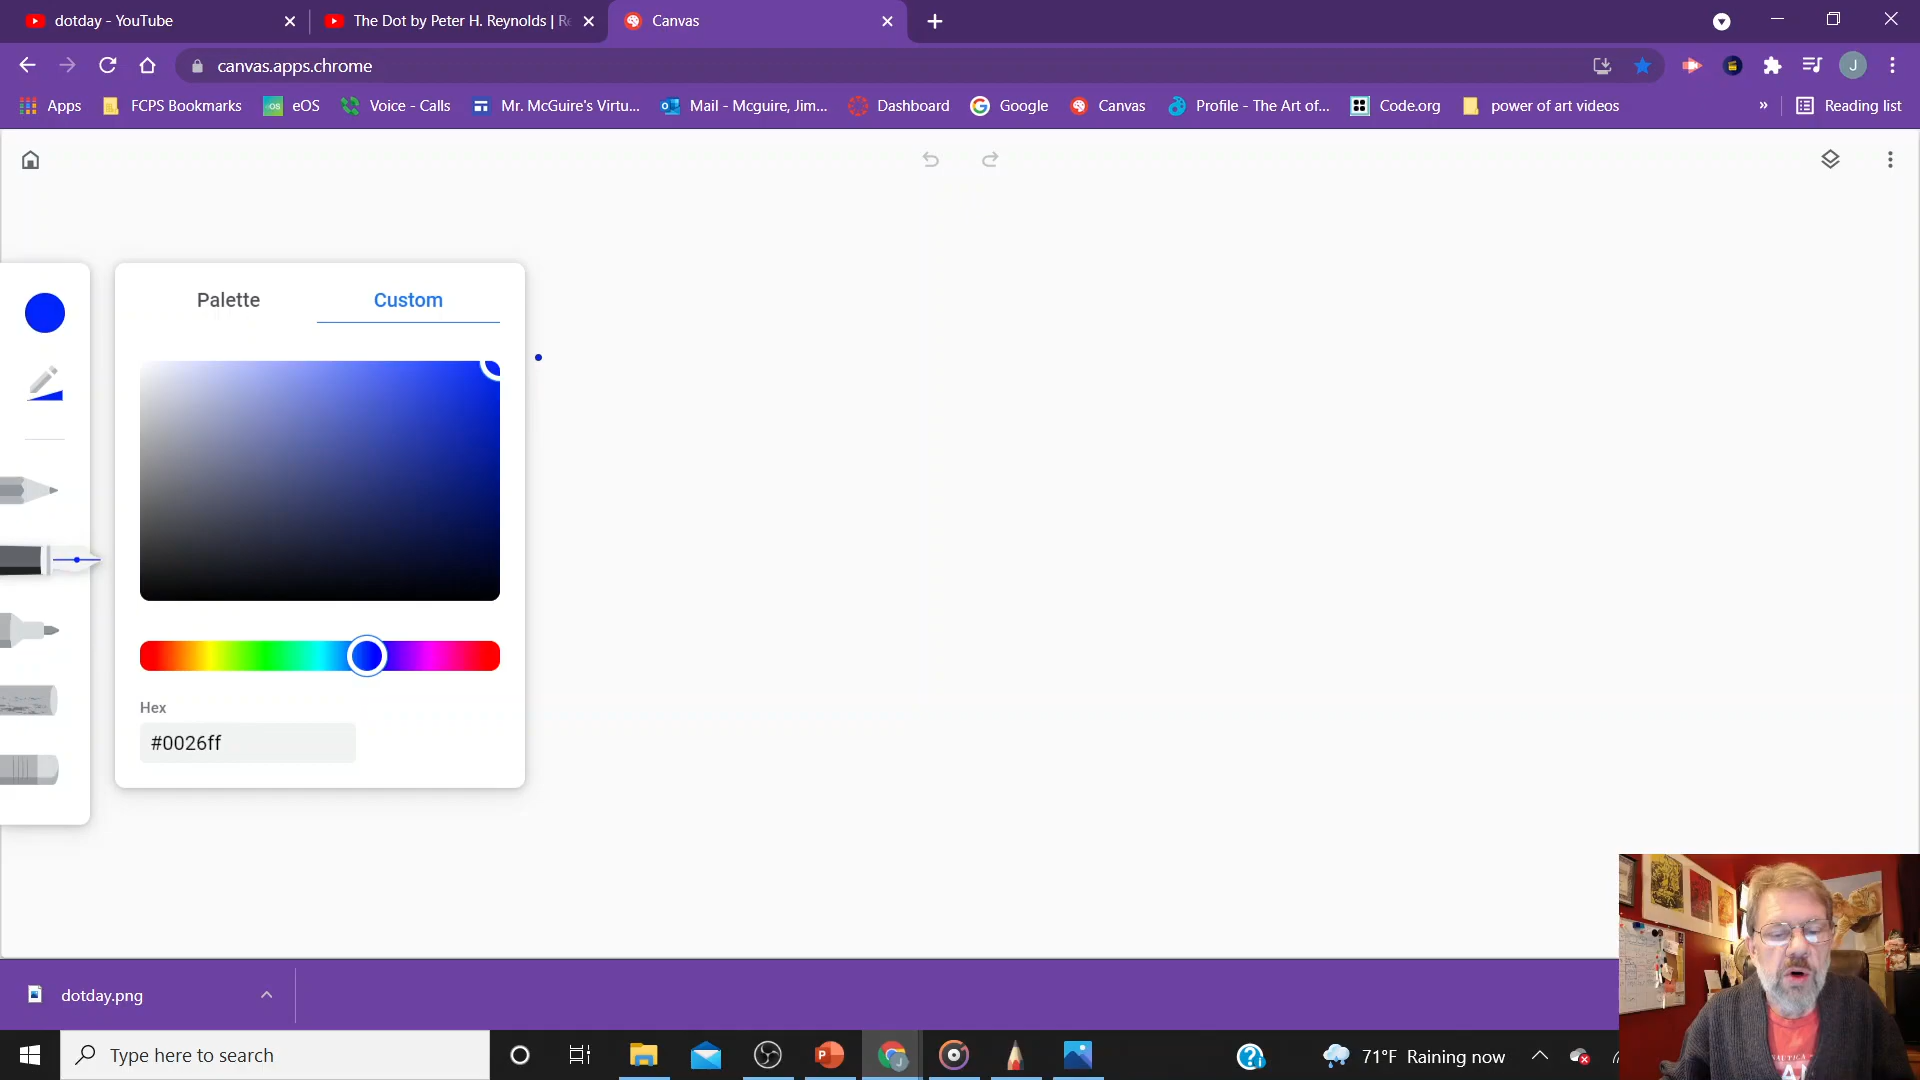 dotday - YouTube
The Dot by Peter H. Reynolds | Re
Canvas
canvas.apps.chrome
J
Apps
FCPS Bookmarks
eOS
Voice - Calls
Mr. McGuire's Virtu...
Mail - Mcguire, Jim...
Dashboard
Google
Canvas
Profile - The Art of...
Code.org
power of art videos
»
Reading list
Palette
Custom
Hex
#0026ff
dotday.png
Type here to search
71°F Raining now
NAUTICA